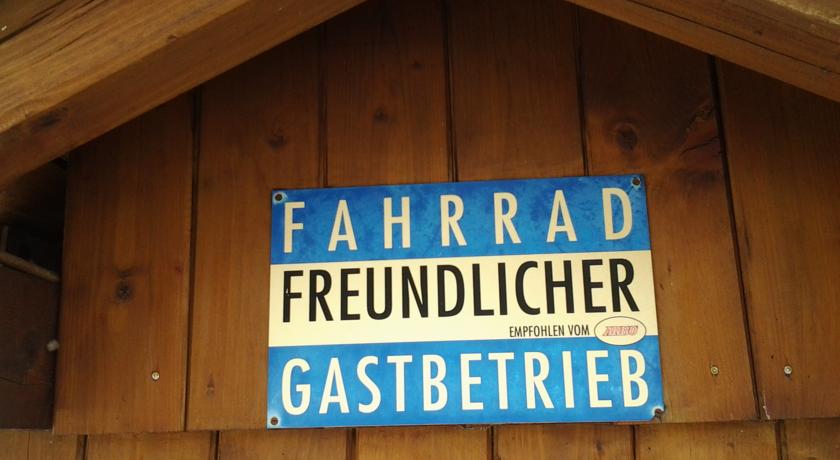 FAHRRAD
FREUNDLICHER
EMPFOHLEN VOM ARBÖ
GASTBETRIEB